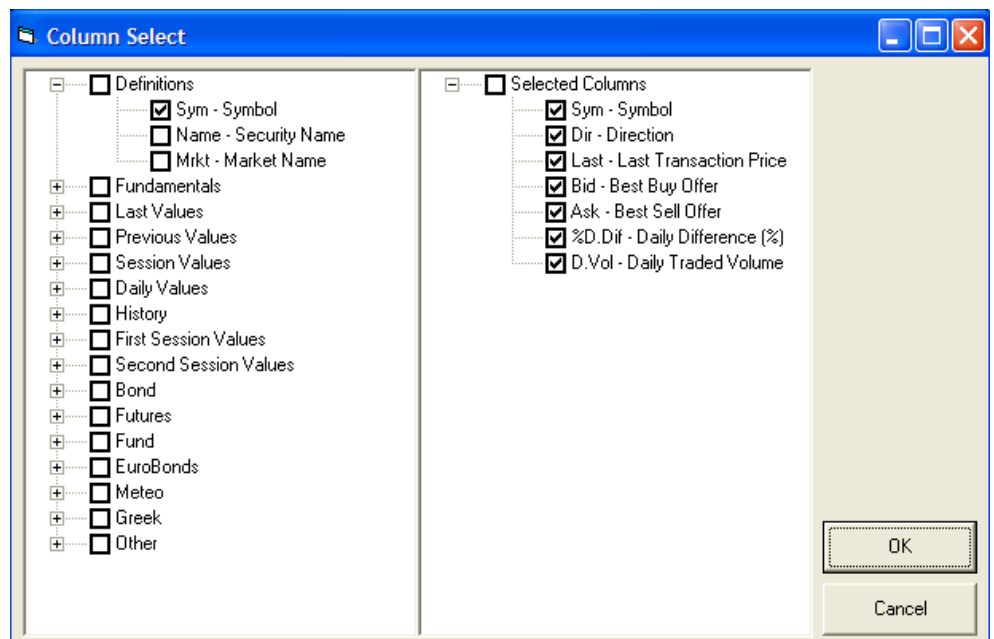 Column Select
Definitions
Sym - Symbol
Name - Security Name
Mrkt - Market Name
Fundamentals
Last Values
Previous Values
Session Values
Daily Values
History
First Session Values
Second Session Values
Bond
Futures
Fund
EuroBonds
Meteo
Greek
Other
Selected Columns
Sym - Symbol
Dir - Direction
Last - Last Transaction Price
Bid - Best Buy Offer
Ask - Best Sell Offer
%D.Dif - Daily Difference (%)
D.Vol - Daily Traded Volume
OK
Cancel